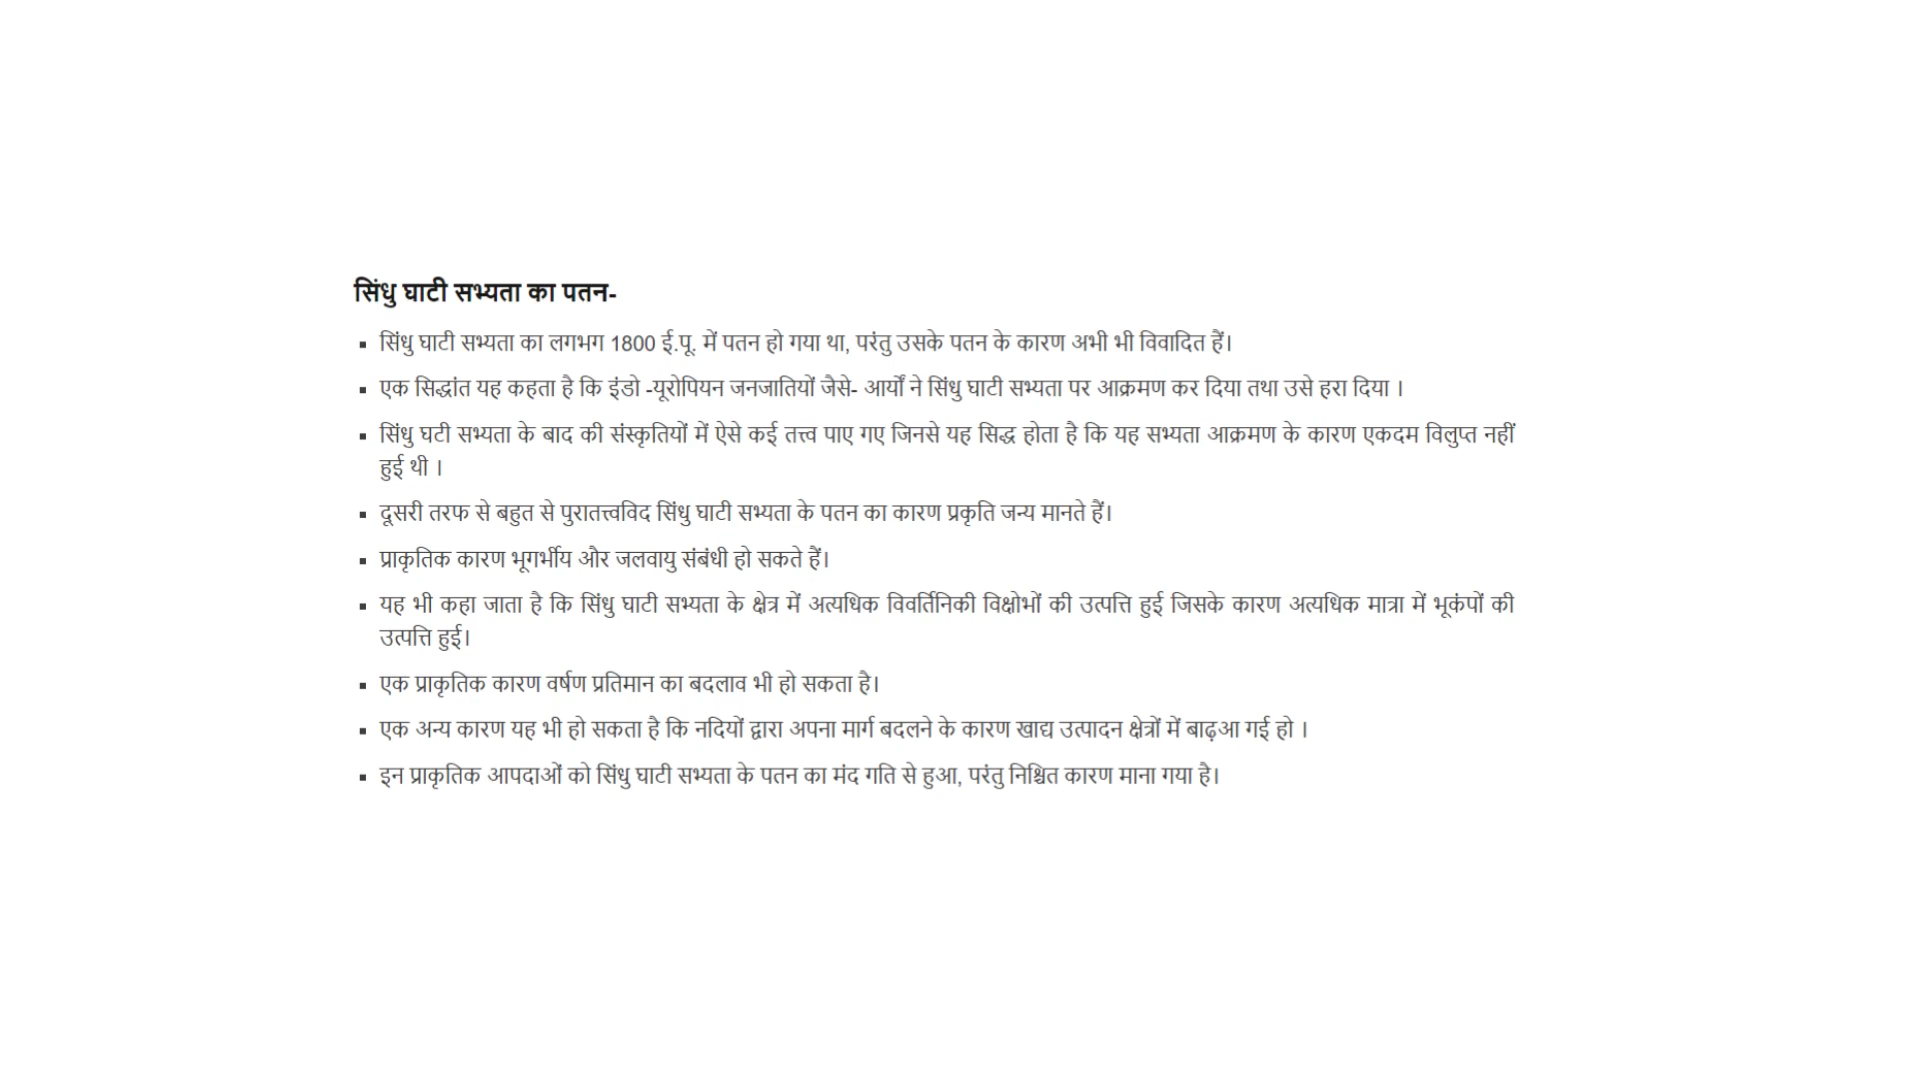 सिंधु घाटी सभ्यता का पतन-
▪ सिंधु घाटी सभ्यता का लगभग 1800 ई.पू. में पतन हो गया था, परंतु उसके पतन के कारण अभी भी विवादित हैं।
▪ एक सिद्धांत यह कहता है कि इंडो -यूरोपियन जनजातियों जैसे- आर्यों ने सिंधु घाटी सभ्यता पर आक्रमण कर दिया तथा उसे हरा दिया ।
▪ सिंधु घटी सभ्यता के बाद की संस्कृतियों में ऐसे कई तत्त्व पाए गए जिनसे यह सिद्ध होता है कि यह सभ्यता आक्रमण के कारण एकदम विलुप्त नहीं
हुई थी ।
▪ दूसरी तरफ से बहुत से पुरातत्त्वविद सिंधु घाटी सभ्यता के पतन का कारण प्रकृति जन्य मानते हैं।
▪ प्राकृतिक कारण भूगर्भीय और जलवायु संबंधी हो सकते हैं।
▪ यह भी कहा जाता है कि सिंधु घाटी सभ्यता के क्षेत्र में अत्यधिक विवर्तिनिकी विक्षोभों की उत्पत्ति हुई जिसके कारण अत्यधिक मात्रा में भूकंपों की
उत्पत्ति हुई।
▪ एक प्राकृतिक कारण वर्षण प्रतिमान का बदलाव भी हो सकता है।
▪ एक अन्य कारण यह भी हो सकता है कि नदियों द्वारा अपना मार्ग बदलने के कारण खाद्य उत्पादन क्षेत्रों में बाढ़आ गई हो ।
▪ इन प्राकृतिक आपदाओं को सिंधु घाटी सभ्यता के पतन का मंद गति से हुआ, परंतु निश्चित कारण माना गया है।